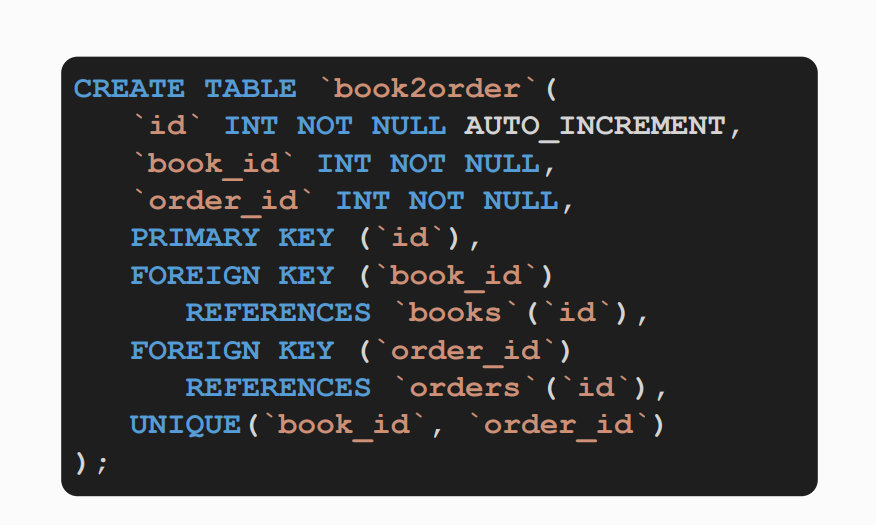 CREATE TABLE `book2order`(
`id` INT NOT NULL AUTO_INCREMENT,
`book_id` INT NOT NULL,
`order_id` INT NOT NULL,
PRIMARY KEY (`id`),
FOREIGN KEY (`book_id`)
REFERENCES `books`(`id`),
FOREIGN KEY (`order_id`)
REFERENCES `orders`(`id`),
UNIQUE(`book_id`, `order_id`)
);